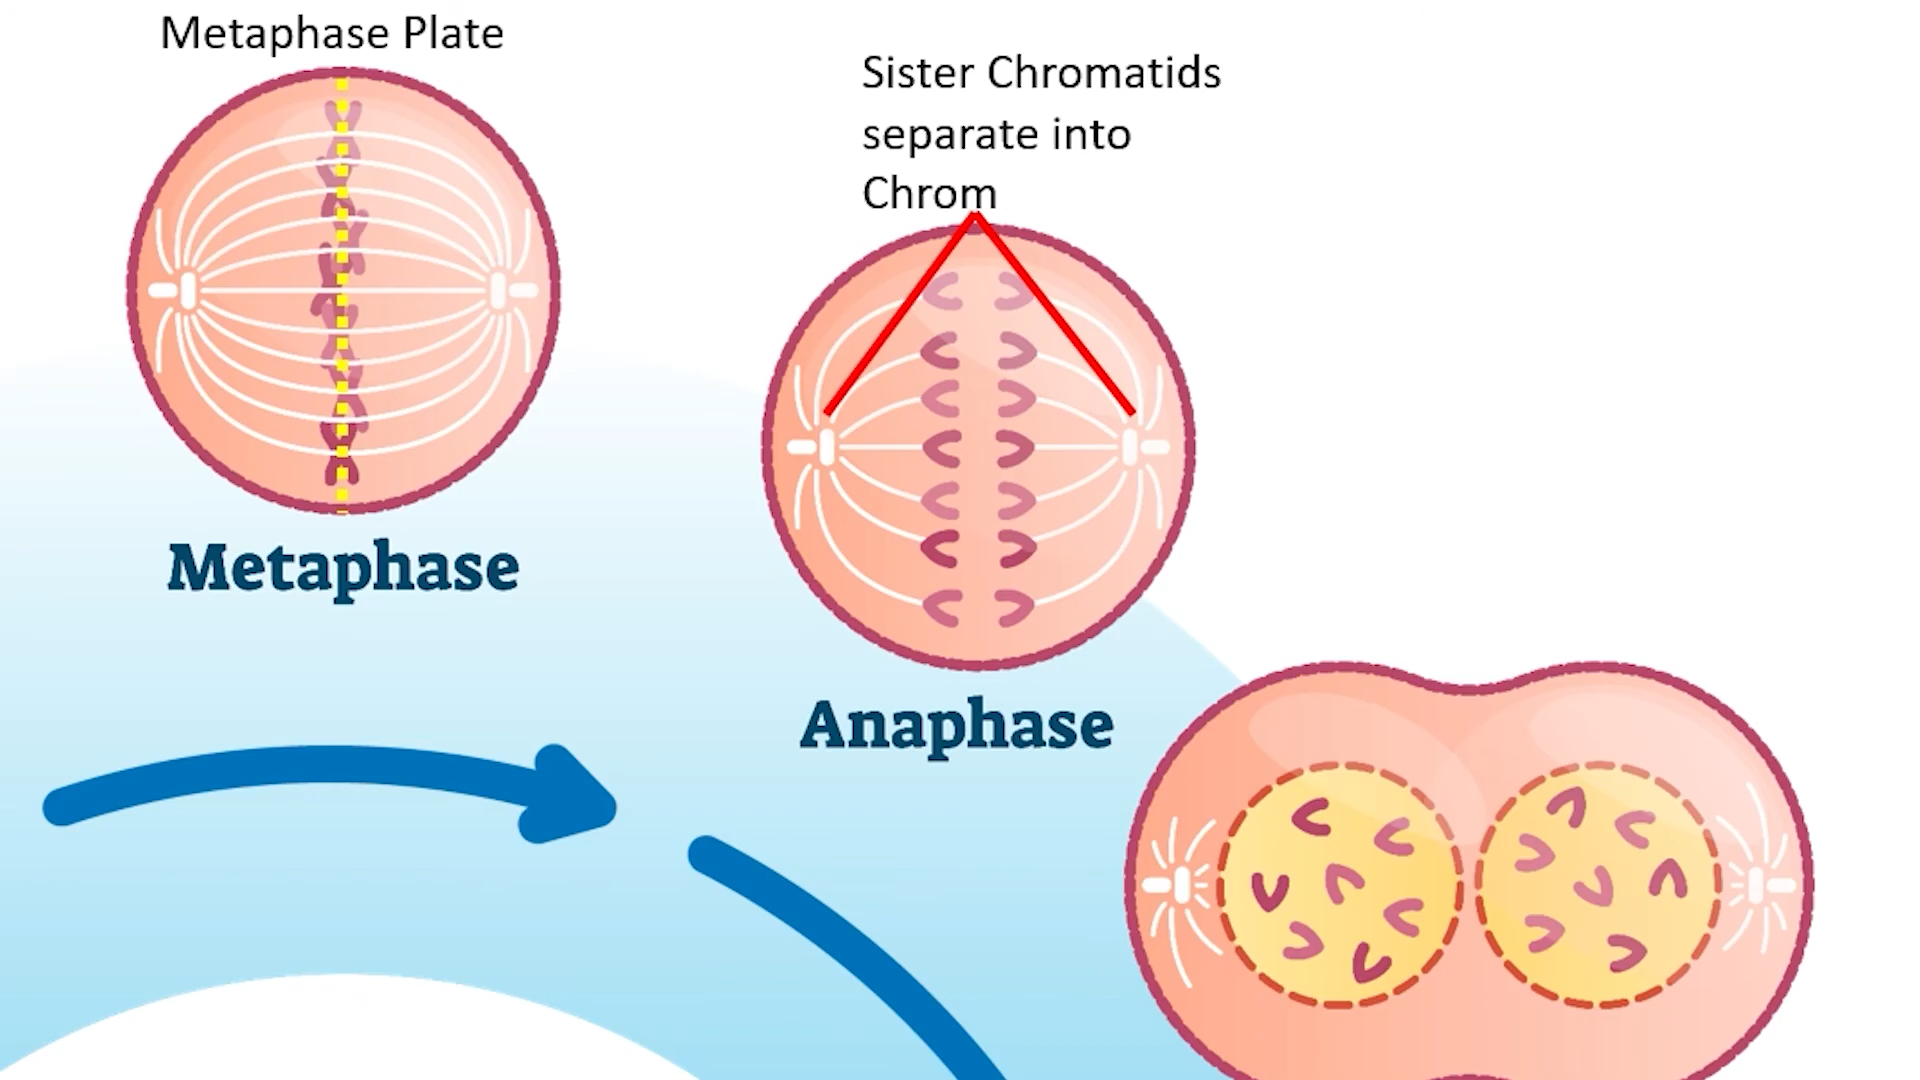 Metaphase Plate
Sister Chromatids
separate into
Chrom
Metaphase
Anaphase